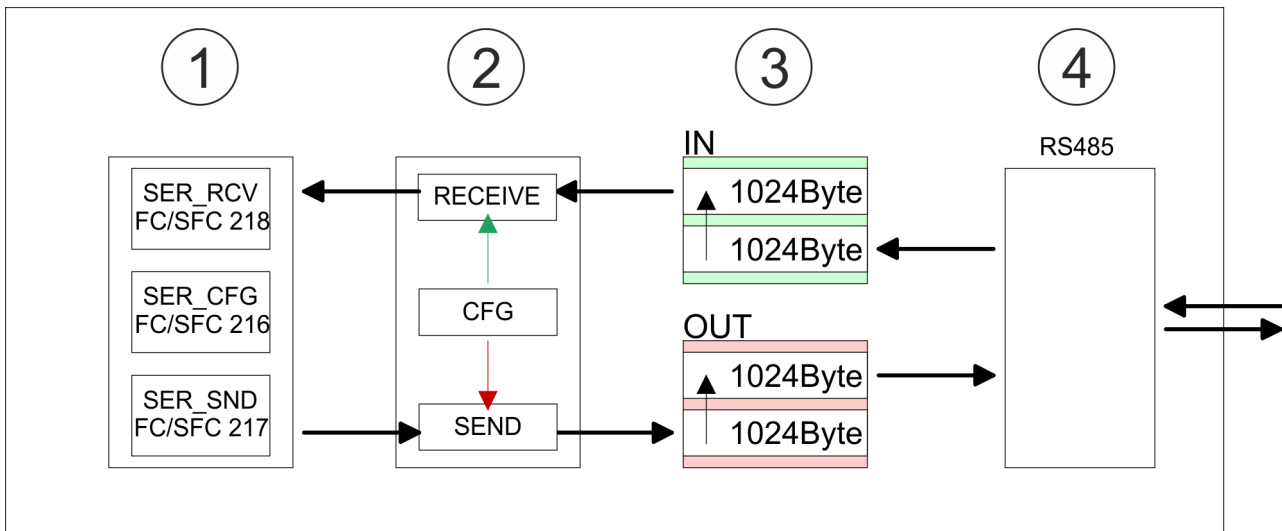 1
2
3
4
SER_RCV
FC/SFC 218
SER_CFG
FC/SFC 216
SER_SND
FC/SFC 217
RECEIVE
CFG
SEND
IN
1024Byte
1024Byte
OUT
1024Byte
1024Byte
RS485